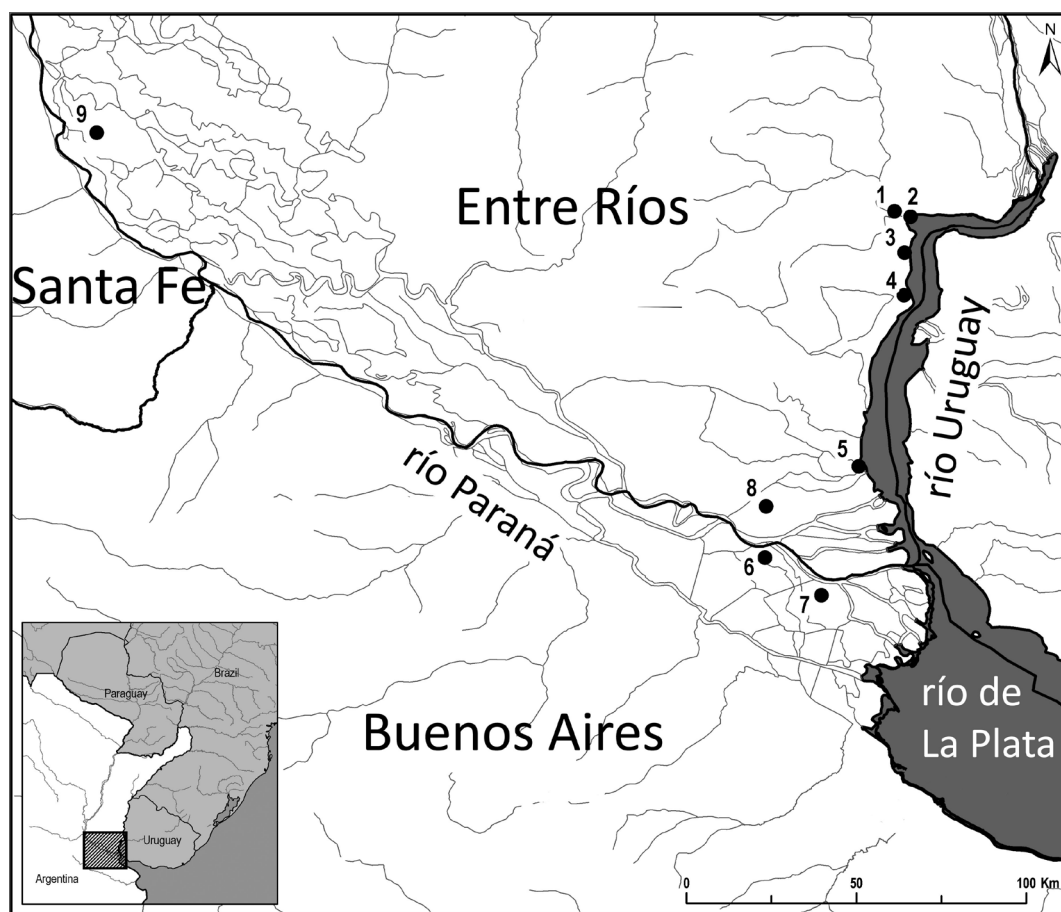 N
9
1
2
Entre Ríos
3
Santa Fe
4
río Uruguay
5
río Paraná
8
6
7
Brazil
Paraguay
río de
La Plata
Buenos Aires
Uruguay
Argentina
0 50 100 Km